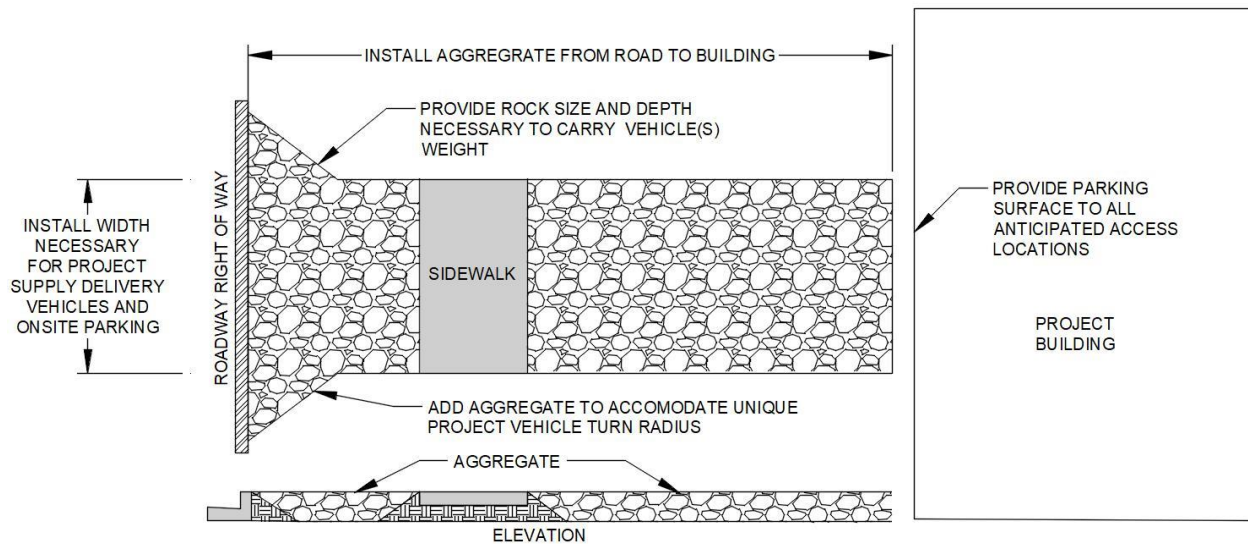 INSTALL AGGREGRATE FROM ROAD TO BUILDING
PROVIDE ROCK SIZE AND DEPTH
NECESSARY TO CARRY VEHICLE(S)
WEIGHT
INSTALL WIDTH
NECESSARY
FOR PROJECT
SUPPLY DELIVERY
VEHICLES AND
ONSITE PARKING
ROADWAY RIGHT OF WAY
SIDEWALK
PROVIDE PARKING
SURFACE TO ALL
ANTICIPATED ACCESS
LOCATIONS
PROJECT
BUILDING
ADD AGGREGATE TO ACCOMODATE UNIQUE
PROJECT VEHICLE TURN RADIUS
AGGREGATE
ELEVATION